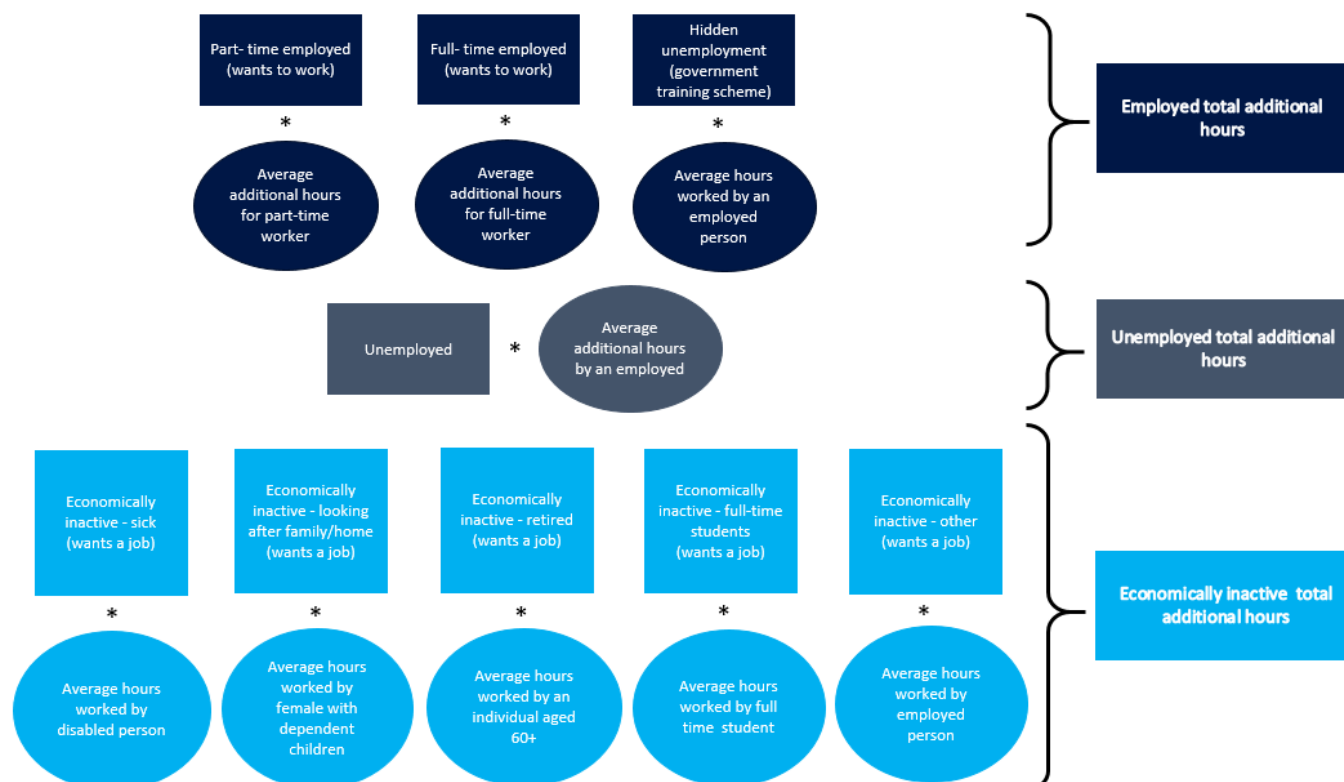 Part- time employed
(wants to work)
Full- time employed
(wants to work)
Hidden
unemployment
(government
training scheme)
*
*
*
Average
additional hours
for part-time
worker
Average
additional hours
for full-time
worker
Average hours
worked by an
employed
person
Employed total additional
hours
Unemployed
*
Average
additional hours
by an employed
Unemployed total additional
hours
Economically
inactive - sick
(wants a job)
Economically
inactive - looking
after family/home
(wants a job)
Economically
inactive - retired
(wants a job)
Economically
inactive - full-time
students
(wants a job)
Economically
inactive - other
(wants a job)
*
*
*
*
*
Average hours
worked by
disabled person
Average hours
worked by
female with
dependent
children
Average hours
worked by an
individual aged
60+
Average hours
worked by full
time  student
Average hours
worked by
employed
person
Economically inactive  total
additional hours